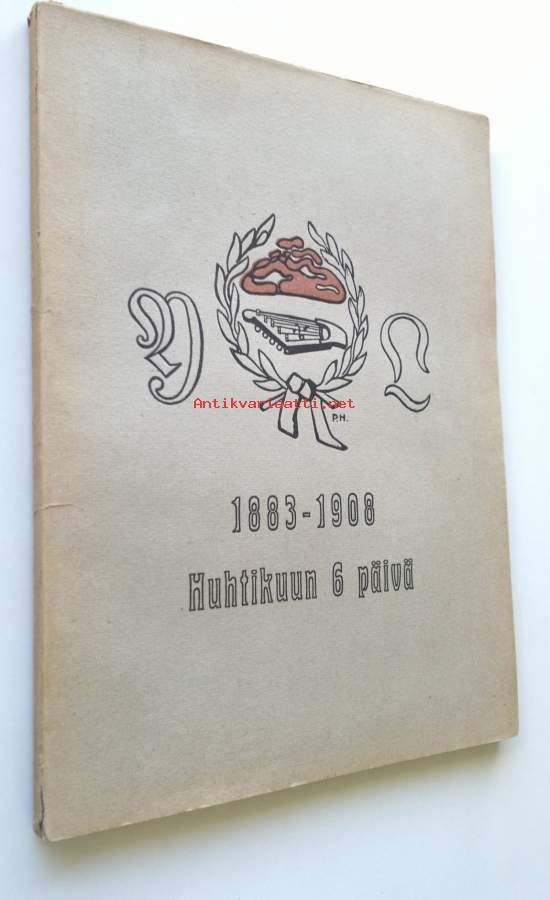 Y L
Antikvariaatti.net
P.H.
1883-1908
Huhtikuun 6 päivä